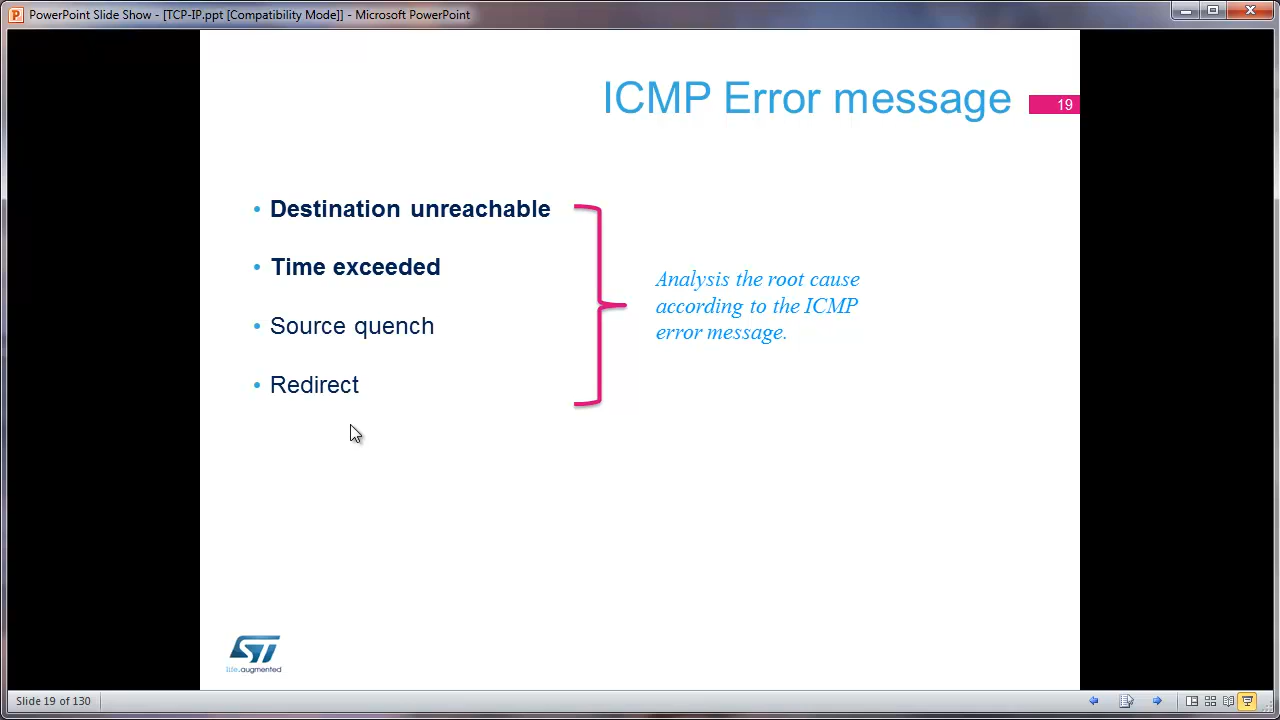 PowerPoint Slide Show - [TCP-IP.ppt [Compatibility Mode]] - Microsoft PowerPoint
ICMP Error message
19
• Destination unreachable
• Time exceeded
• Source quench
• Redirect
Analysis the root cause
according to the ICMP
error message.
ST
life.augmented
Slide 19 of 130